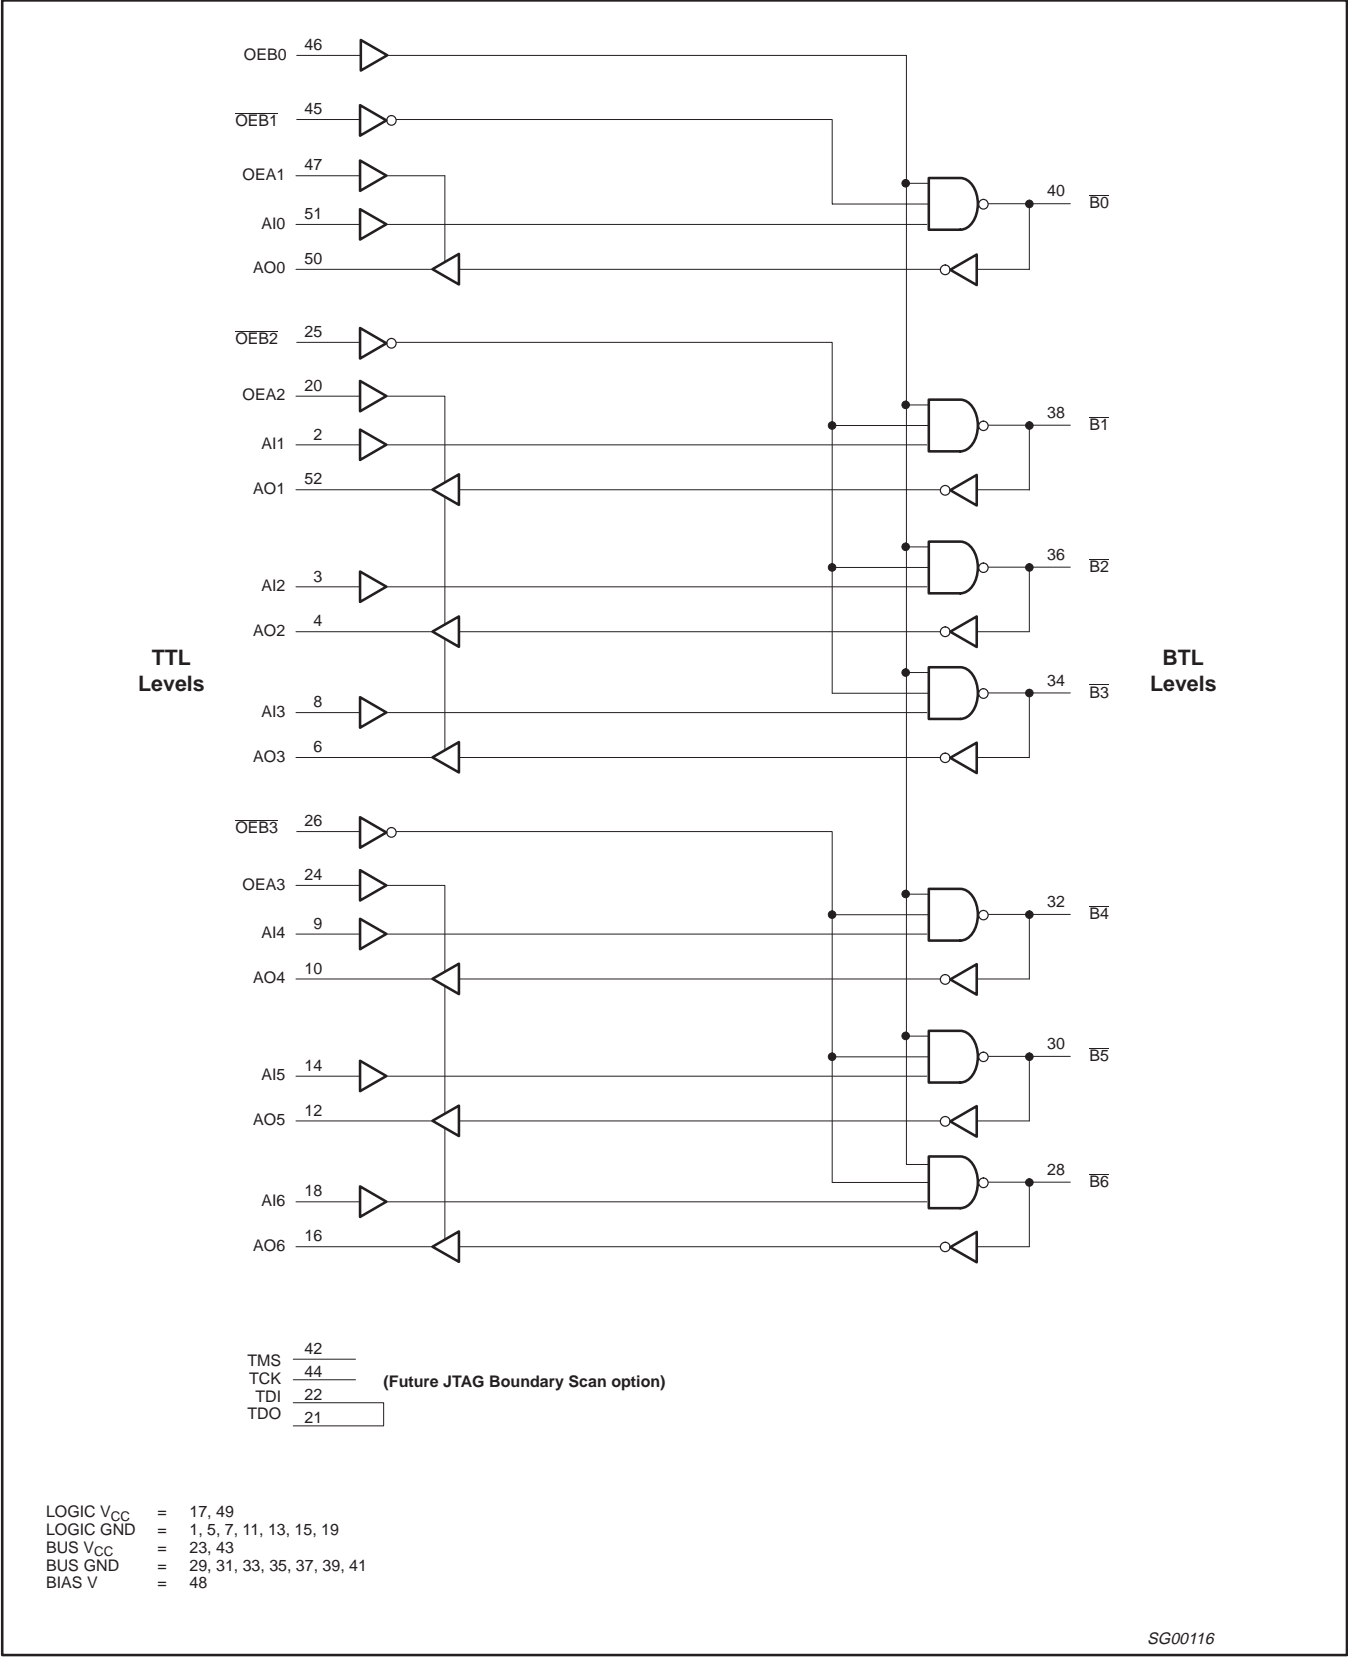 OEB0 46
OEB1 45
OEA1 47
AI0 51
40 B0
AO0 50
OEB2 25
OEA2 20
38 B1
AI1 2
AO1 52
36 B2
AI2 3
AO2 4
TTL
Levels
BTL
Levels
34 B3
AI3 8
AO3 6
OEB3 26
OEA3 24
32 B4
AI4 9
AO4 10
30 B5
AI5 14
AO5 12
28 B6
AI6 18
AO6 16
TMS 42
TCK 44
(Future JTAG Boundary Scan option)
TDI 22
TDO 21
LOGIC VCC = 17, 49
LOGIC GND = 1, 5, 7, 11, 13, 15, 19
BUS VCC = 23, 43
BUS GND = 29, 31, 33, 35, 37, 39, 41
BIAS V = 48
SG00116